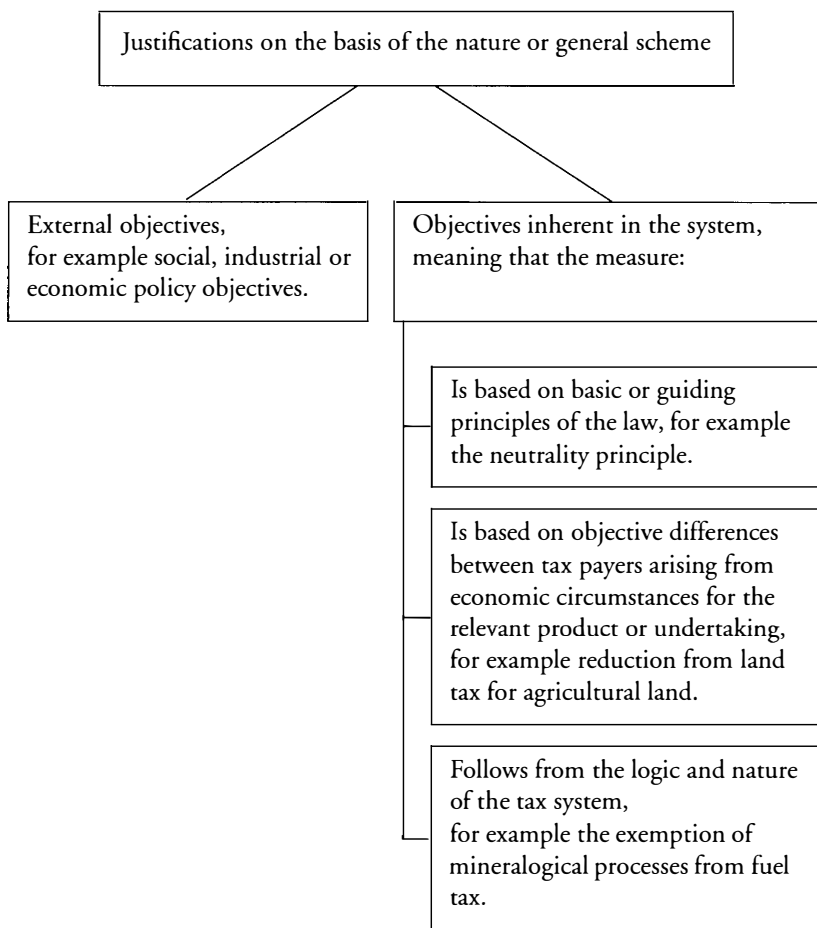 Justifications on the basis of the nature or general scheme
External objectives,
for example social, industrial or
economic policy objectives.
Objectives inherent in the system,
meaning that the measure:
Is based on basic or guiding
principles of the law, for example
the neutrality principle.
Is based on objective differences
between tax payers arising from
economic circumstances for the
relevant product or undertaking,
for example reduction from land
tax for agricultural land.
Follows from the logic and nature
of the tax system,
for example the exemption of
mineralogical processes from fuel
tax.